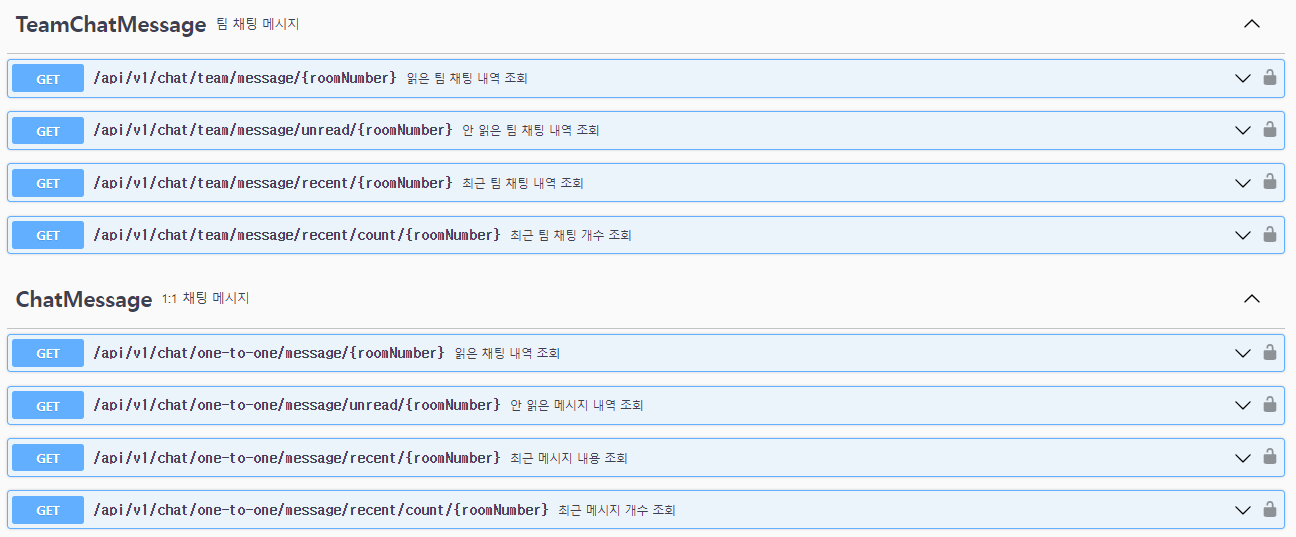 TeamChatMessage 팀 채팅 메시지
GET /api/v1/chat/team/message/{roomNumber} 읽은 팀 채팅 내역 조회
GET /api/v1/chat/team/message/unread/{roomNumber} 안 읽은 팀 채팅 내역 조회
GET /api/v1/chat/team/message/recent/{roomNumber} 최근 팀 채팅 내역 조회
GET /api/v1/chat/team/message/recent/count/{roomNumber} 최근 팀 채팅 개수 조회
ChatMessage 1:1 채팅 메시지
GET /api/v1/chat/one-to-one/message/{roomNumber} 읽은 채팅 내역 조회
GET /api/v1/chat/one-to-one/message/unread/{roomNumber} 안 읽은 메시지 내역 조회
GET /api/v1/chat/one-to-one/message/recent/{roomNumber} 최근 메시지 내용 조회
GET /api/v1/chat/one-to-one/message/recent/count/{roomNumber} 최근 메시지 개수 조회